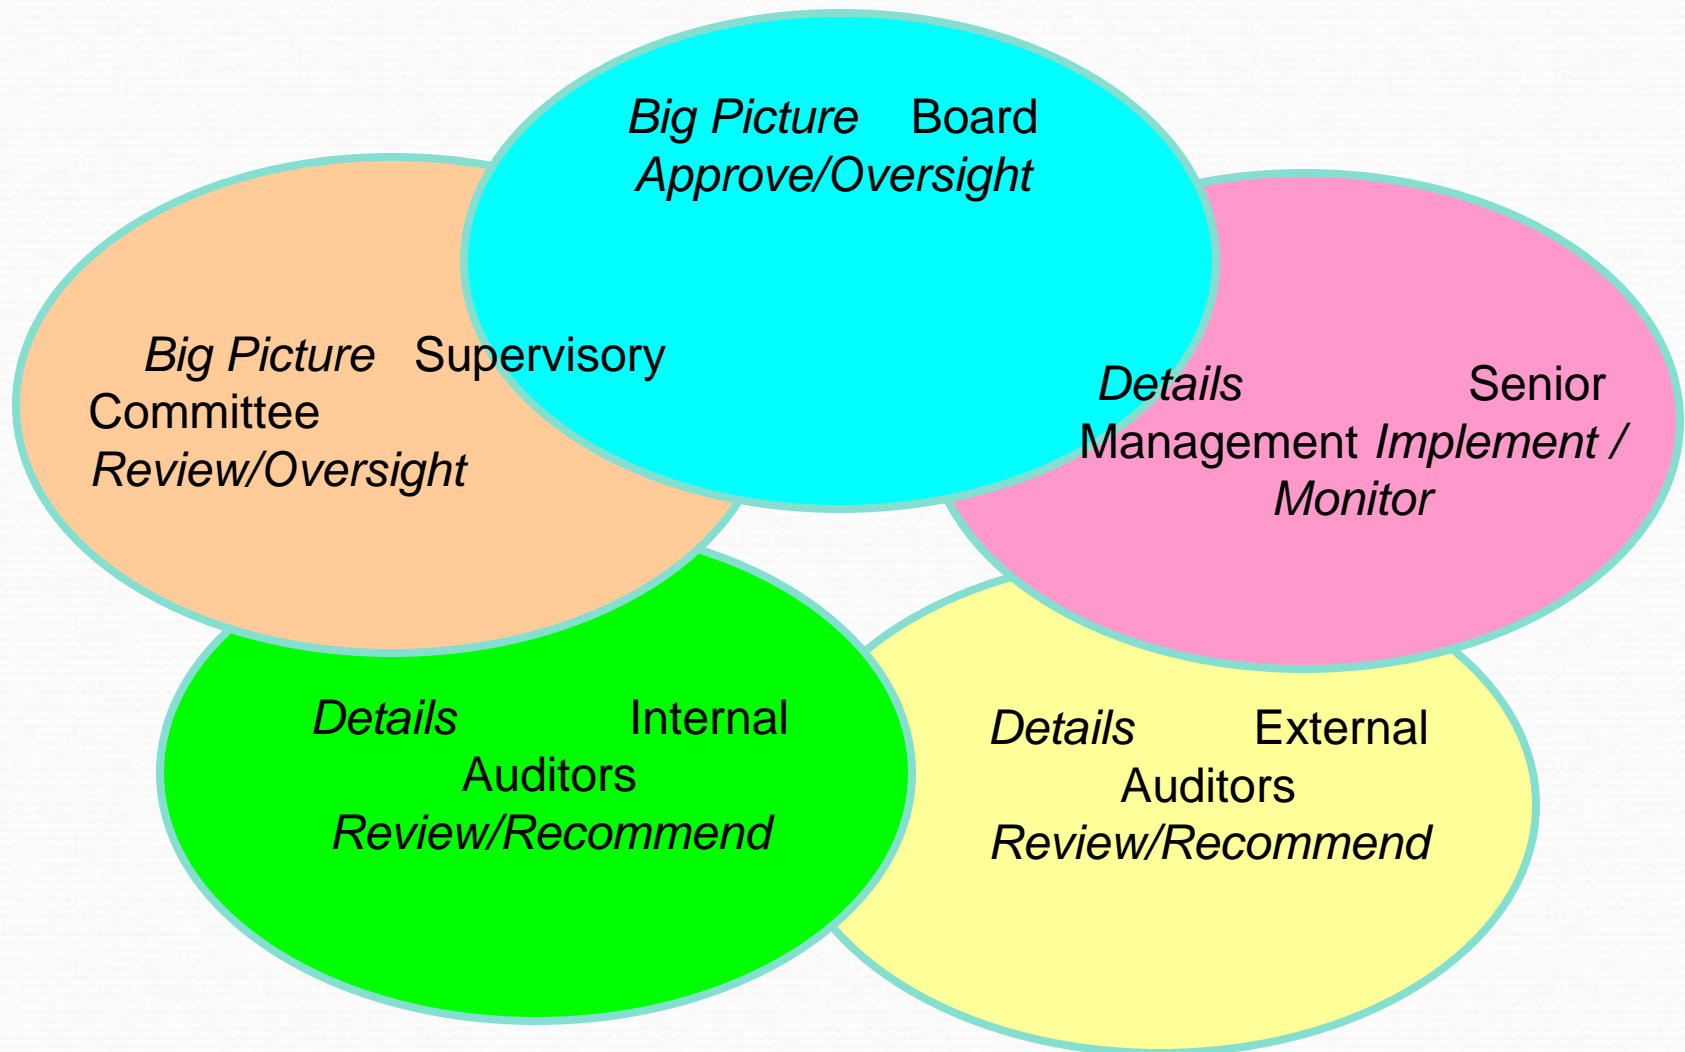 Big Picture Board
Approve/Oversight
Big Picture Supervisory
Committee
Review/Oversight
Details Senior
Management Implement /
Monitor
Details Internal
Auditors
Review/Recommend
Details External
Auditors
Review/Recommend